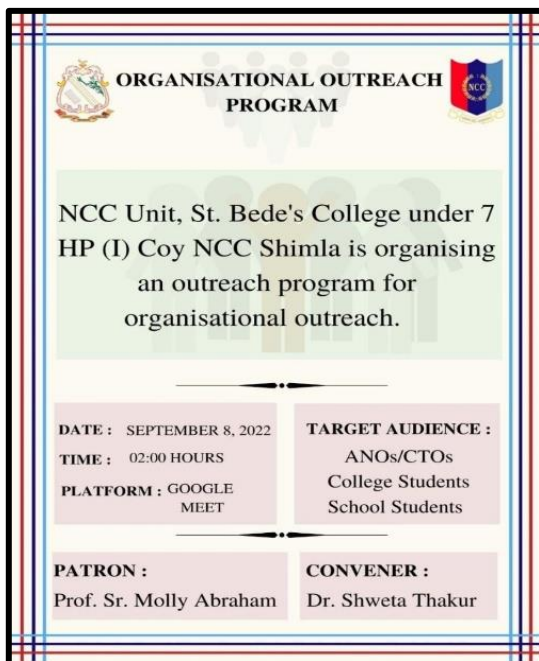 ORGANISATIONAL OUTREACH
PROGRAM
NCC
NCC Unit, St. Bede's College under 7
HP (I) Coy NCC Shimla is organising
an outreach program for
organisational outreach.
DATE : SEPTEMBER 8, 2022
TIME : 02:00 HOURS
PLATFORM : GOOGLE
MEET
TARGET AUDIENCE :
ANOs/CTOs
College Students
School Students
PATRON :
Prof. Sr. Molly Abraham
CONVENER :
Dr. Shweta Thakur